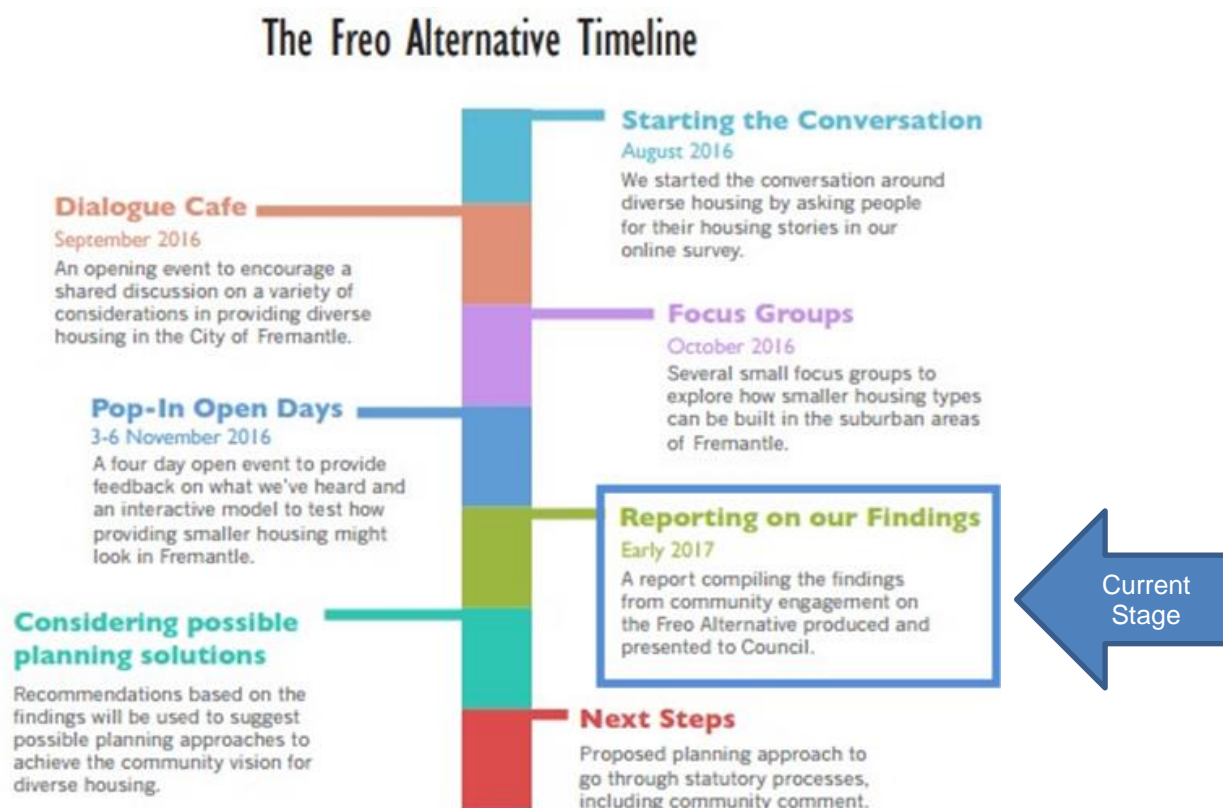 The Freo Alternative Timeline
Starting the Conversation
August 2016
We started the conversation around
diverse housing by asking people
for their housing stories in our
online survey.
Dialogue Cafe
September 2016
An opening event to encourage a
shared discussion on a variety of
considerations in providing diverse
housing in the City of Fremantle.
Focus Groups
October 2016
Several small focus groups to
explore how smaller housing types
can be built in the suburban areas
of Fremantle.
Pop-In Open Days
3-6 November 2016
A four day open event to provide
feedback on what we've heard and
an interactive model to test how
providing smaller housing might
look in Fremantle.
Reporting on our Findings
Early 2017
A report compiling the findings
from community engagement on
the Freo Alternative produced and
presented to Council.
Current
Stage
Considering possible
planning solutions
Recommendations based on the
findings will be used to suggest
possible planning approaches to
achieve the community vision for
diverse housing.
Next Steps
Proposed planning approach to
go through statutory processes,
including community comment.